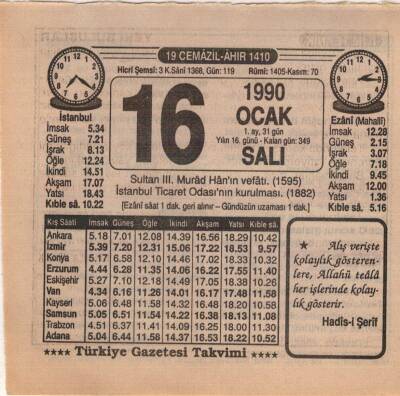 19 CEMÂZİL-ÂHIR 1410
Hicrî Şemsî: 3 K.Sânî 1368, Gün: 119 Rûmî: 1405-Kasım: 70
16
1990
OCAK
1. ay, 31 gün
Yılın 16. günü - Kalan gün: 349
SALI
İstanbul
İmsak 5.34
Güneş 7.21
İşrak 8.13
Öğle 12.24
İkindi 14.51
Akşam 17.07
Yatsı 18.43
Kıble sâ. 10.22
Ezânî (Mahallî)
İmsak 12.28
Güneş 2.15
İşrak 3.07
Öğle 7.18
İkindi 9.45
Akşam 12.00
Yatsı 1.36
Kıble sâ. 5.16
Sultan III. Murâd Hân'ın vefâtı. (1595)
İstanbul Ticaret Odası'nın kurulması. (1882)
[Ezânî sâat 1 dak. geri alınır – Gündüzün uzaması 1 dak.]
Kış Sâati İmsak Güneş Öğle İkindi Akşam Yatsı Kıble sâ.
Ankara 5.18 7.01 12.08 14.39 16.56 18.29 10.42
İzmir 5.39 7.20 12.31 15.06 17.22 18.53 9.57
Konya 5.17 6.58 12.10 14.46 17.02 18.33 10.32
Erzurum 4.44 6.28 11.35 14.06 16.22 17.55 11.40
Eskişehir 5.27 7.10 12.18 14.49 17.05 18.38 10.26
Van 4.34 6.16 11.26 14.01 16.17 17.48 11.58
Kayseri 5.06 6.48 11.58 14.32 16.48 18.20 10.58
Samsun 5.05 6.51 11.54 14.22 16.38 18.13 11.08
Trabzon 4.51 6.37 11.41 14.09 16.25 18.00 11.30
Adana 5.04 6.44 11.58 14.37 16.53 18.22 10.52
★ Alış verişte
kolaylık gösteren-
lere, Allahü teâlâ
her işlerinde kolay-
lık gösterir.
Hadîs-i Şerîf
★★★★ Türkiye Gazetesi Takvimi ★★★★